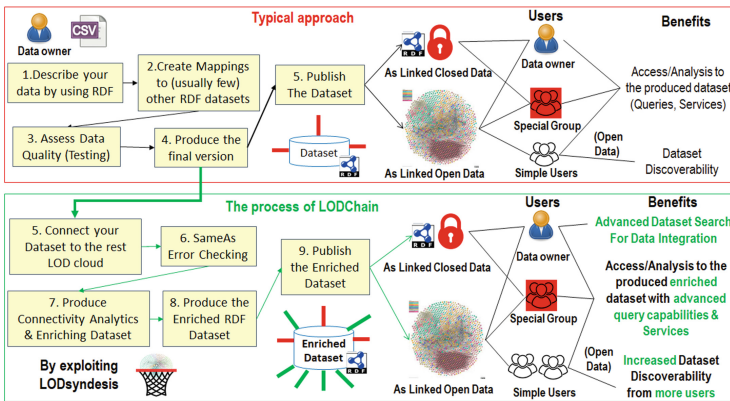 Typical approach
CSV
Data owner
1.Describe your
data by using RDF
2.Create Mappings
to (usually few)
other RDF datasets
3. Assess Data
Quality (Testing)
4. Produce the
final version
5. Publish
The Dataset
Dataset
RDF
RDF
As Linked Closed Data
As Linked Open Data
Users
Data owner
Special Group
Simple Users
(Open
Data)
Benefits
Access/Analysis to
the produced dataset
(Queries, Services)
Dataset
Discoverability
The process of LODChain
5. Connect your
Dataset to the rest
LOD cloud
6. SameAs
Error Checking
7. Produce
Connectivity Analytics
& Enriching Dataset
8. Produce the
Enriched RDF
Dataset
9. Publish
the Enriched
Dataset
By exploiting
LODsyndesis
Enriched
Dataset
RDF
RDF
As Linked Closed Data
As Linked Open Data
Users
Data owner
Special Group
Simple Users
(Open
Data)
Benefits
Advanced Dataset Search
For Data Integration
Access/Analysis to the
produced enriched
dataset with advanced
query capabilities &
Services
Increased Dataset
Discoverability
from more users